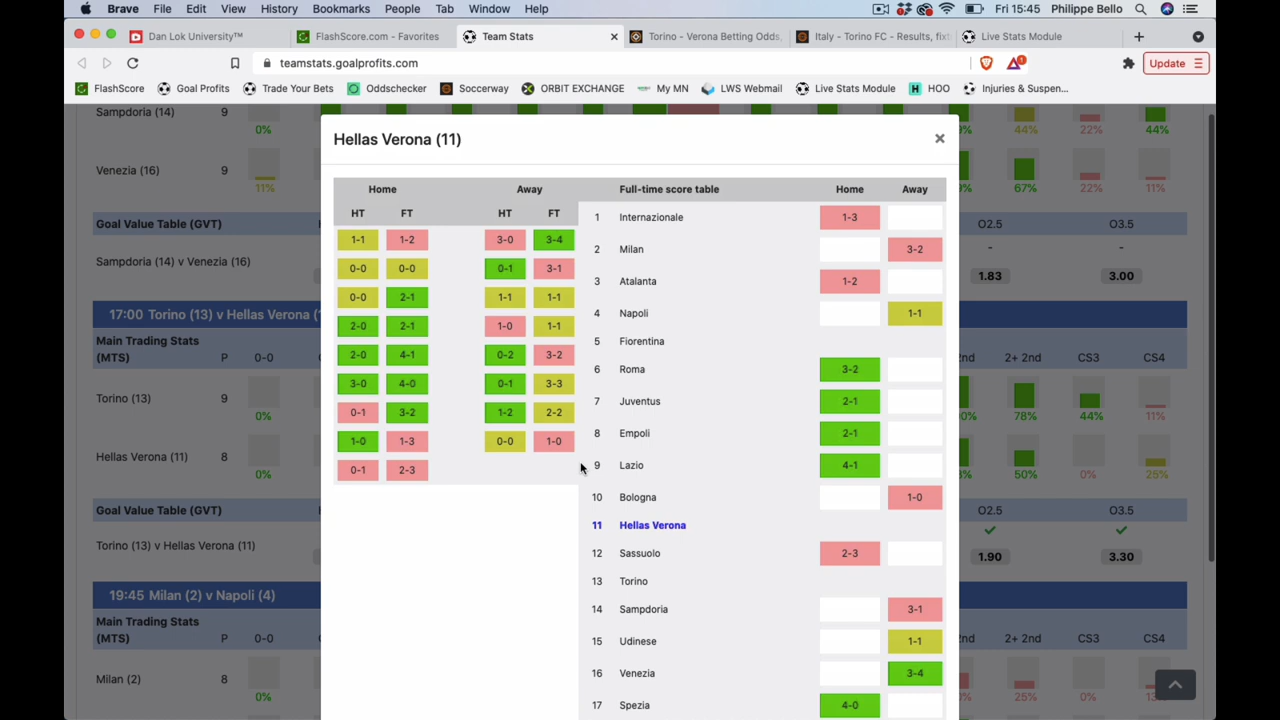 Brave File Edit View History Bookmarks People Tab Window Help Fri 15:45 Philippe Bello
Dan Lok University™ FlashScore.com - Favorites Team Stats Torino - Verona Betting Odds, Italy - Torino FC - Results, fixt Live Stats Module
teamstats.goalprofits.com 1 Update
FlashScore Goal Profits Trade Your Bets Oddschecker Soccerway ORBIT EXCHANGE My MN LWS Webmail Live Stats Module HOO Injuries & Suspen...
Sampdoria (14) 9 0% 44% 22% 44%
Venezia (16) 9 11% 67% 22% 11%
Goal Value Table (GVT) O2.5 O3.5
- -
Sampdoria (14) v Venezia (16) 1.83 3.00
17:00 Torino (13) v Hellas Verona
Main Trading Stats
(MTS) P 0-0 2nd 2+ 2nd CS3 CS4
Torino (13) 9 0% 78% 44% 11%
Hellas Verona (11) 8 0% 50% 0% 25%
Goal Value Table (GVT) O2.5 O3.5
Torino (13) v Hellas Verona (11) 1.90 3.30
19:45 Milan (2) v Napoli (4)
Main Trading Stats
(MTS) P 0-0 2nd 2+ 2nd CS3 CS4
Milan (2) 8 0% 25% 0%
Hellas Verona (11)
Home Away
HT FT HT FT
1-1 1-2 3-0 3-4
0-0 0-0 0-1 3-1
0-0 2-1 1-1 1-1
2-0 2-1 1-0 1-1
2-0 4-1 0-2 3-2
3-0 4-0 0-1 3-3
0-1 3-2 1-2 2-2
1-0 1-3 0-0 1-0
0-1 2-3
Full-time score table Home Away
1 Internazionale 1-3
2 Milan 3-2
3 Atalanta 1-2
4 Napoli 1-1
5 Fiorentina
6 Roma 3-2
7 Juventus 2-1
8 Empoli 2-1
9 Lazio 4-1
10 Bologna 1-0
11 Hellas Verona
12 Sassuolo 2-3
13 Torino
14 Sampdoria 3-1
15 Udinese 1-1
16 Venezia 3-4
17 Spezia 4-0